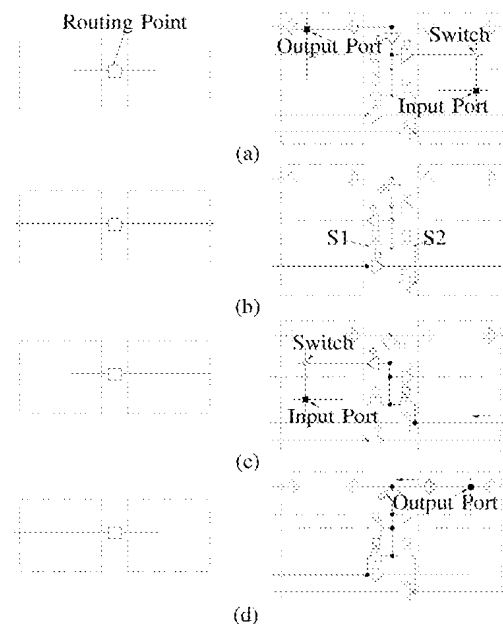 Routing Point
Output Port
Switch
Input Port
(a)
S1
S2
(b)
Switch
Input Port
(c)
Output Port
(d)